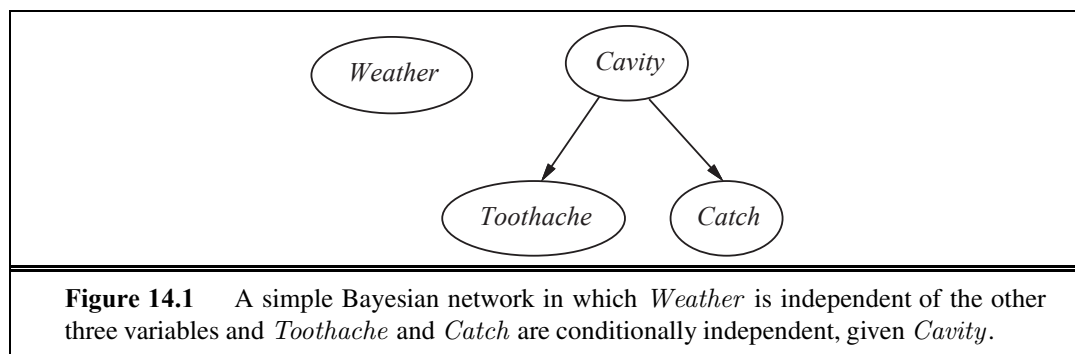 Weather
Cavity
Toothache
Catch
Figure 14.1 A simple Bayesian network in which Weather is independent of the other
three variables and Toothache and Catch are conditionally independent, given Cavity.